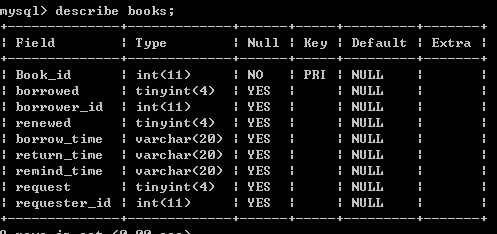 mysql> describe books;
+--------------+-------------+------+-----+---------+-------+
| Field        | Type        | Null | Key | Default | Extra |
+--------------+-------------+------+-----+---------+-------+
| Book_id      | int(11)     | NO   | PRI | NULL    |       |
| borrowed     | tinyint(4)  | YES  |     | NULL    |       |
| borrower_id  | int(11)     | YES  |     | NULL    |       |
| renewed      | tinyint(4)  | YES  |     | NULL    |       |
| borrow_time  | varchar(20) | YES  |     | NULL    |       |
| return_time  | varchar(20) | YES  |     | NULL    |       |
| remind_time  | varchar(20) | YES  |     | NULL    |       |
| request      | tinyint(4)  | YES  |     | NULL    |       |
| requester_id | int(11)     | YES  |     | NULL    |       |
+--------------+-------------+------+-----+---------+-------+